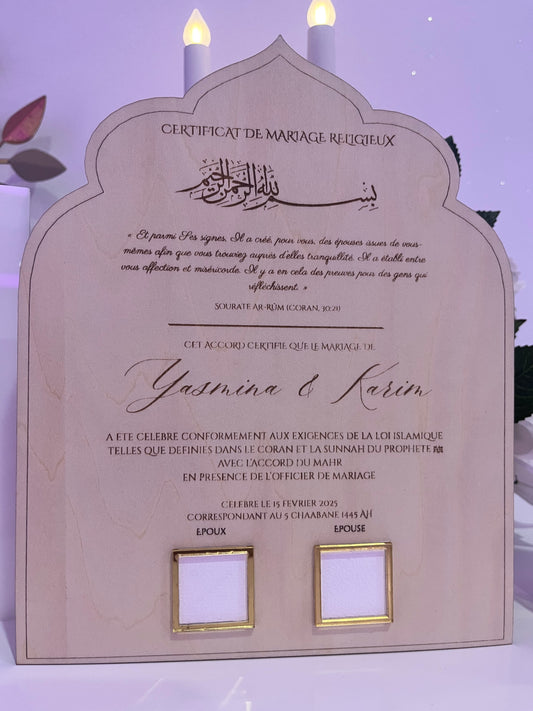 CERTIFICAT DE MARIAGE RELIGIEUX
بِسْمِ اللَّهِ الرَّحْمَنِ الرَّحِيمِ
« Et parmi Ses signes, Il a créé, pour vous, des épouses issues de vous-
mêmes afin que vous trouviez auprès d'elles tranquillité. Il a établi entre
vous affection et miséricorde. Il y a en cela des preuves pour des gens qui
réfléchissent. »
SOURATE AR-RÛM (CORAN, 30:21)
CET ACCORD CERTIFIE QUE LE MARIAGE DE
Yasmina & Karim
A ETE CELEBRE CONFORMEMENT AUX EXIGENCES DE LA LOI ISLAMIQUE
TELLES QUE DEFINIES DANS LE CORAN ET LA SUNNAH DU PROPHETE ﷺ
AVEC L'ACCORD DU MAHR
EN PRESENCE DE L'OFFICIER DE MARIAGE
CELEBRE LE 15 FEVRIER 2025
CORRESPONDANT AU 5 CHAABANE 1445 AH
EPOUX EPOUSE